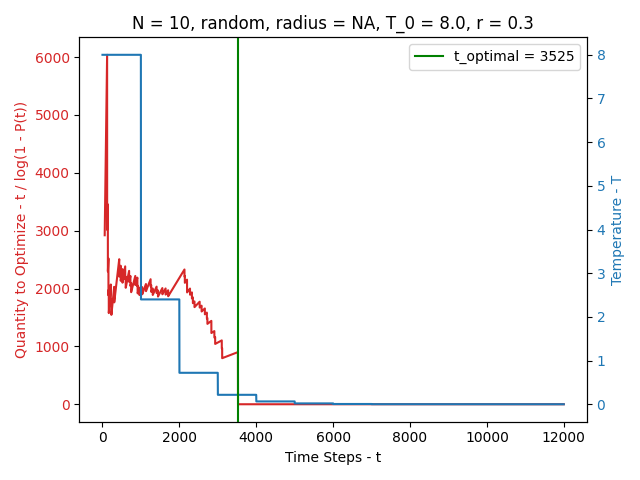 N = 10, random, radius = NA, T_0 = 8.0, r = 0.3
t_optimal = 3525
Quantity to Optimize - t / log(1 - P(t))
6000
5000
4000
3000
2000
1000
0
8
7
6
5
4
3
2
1
0
Temperature - T
0 2000 4000 6000 8000 10000 12000
Time Steps - t